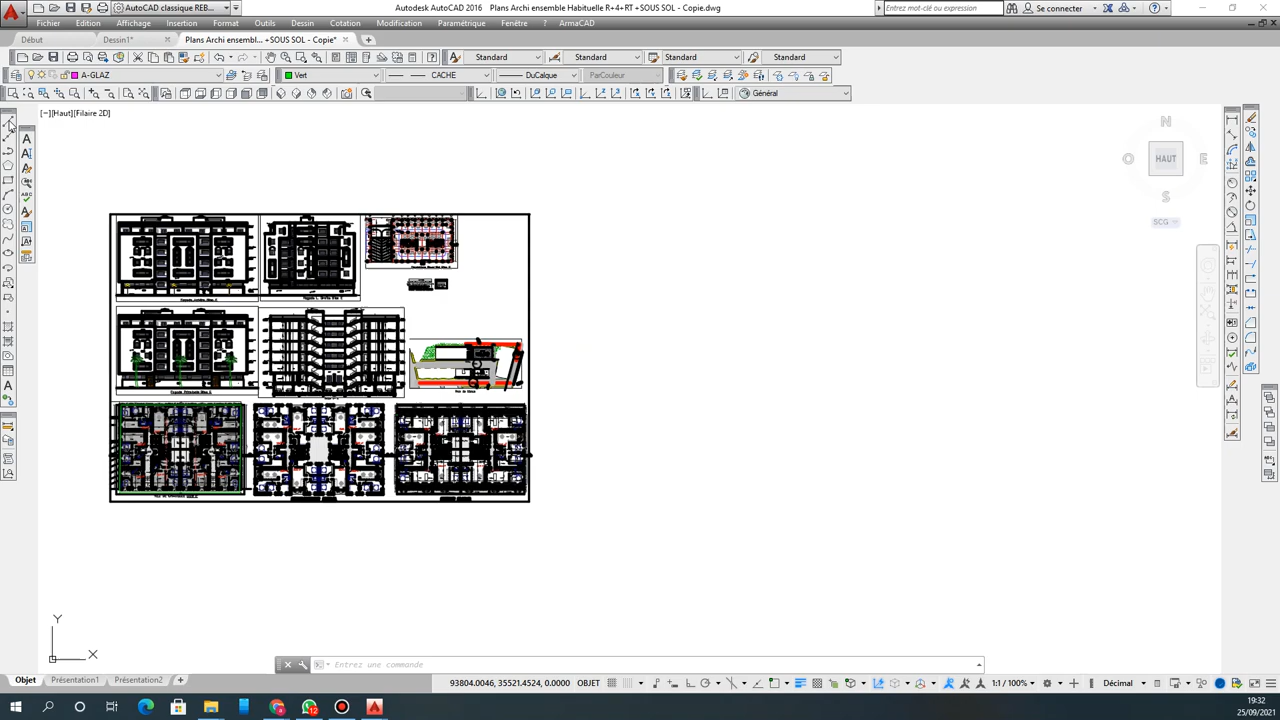 AutoCAD classique REB...
Autodesk AutoCAD 2016
Plans Archi ensemble Habituelle R+4+RT +SOUS SOL - Copie.dwg
Entrez mot-clé ou expression
Se connecter
Fichier
Edition
Affichage
Insertion
Format
Outils
Dessin
Cotation
Modification
Paramétrique
Fenêtre
?
ArmaCAD
Début
Dessin1*
Plans Archi ensembl... +SOUS SOL - Copie*
Standard
Standard
Standard
Standard
A-GLAZ
Vert
CACHE
DuCalque
ParCouleur
Général
[−][Haut][Filaire 2D]
N
O
HAUT
E
S
SCG
Y
X
Entrez une commande
Objet
Présentation1
Présentation2
93804.0046, 35521.4524, 0.0000
OBJET
1:1 / 100%
Décimal
12
19:32
25/09/2021